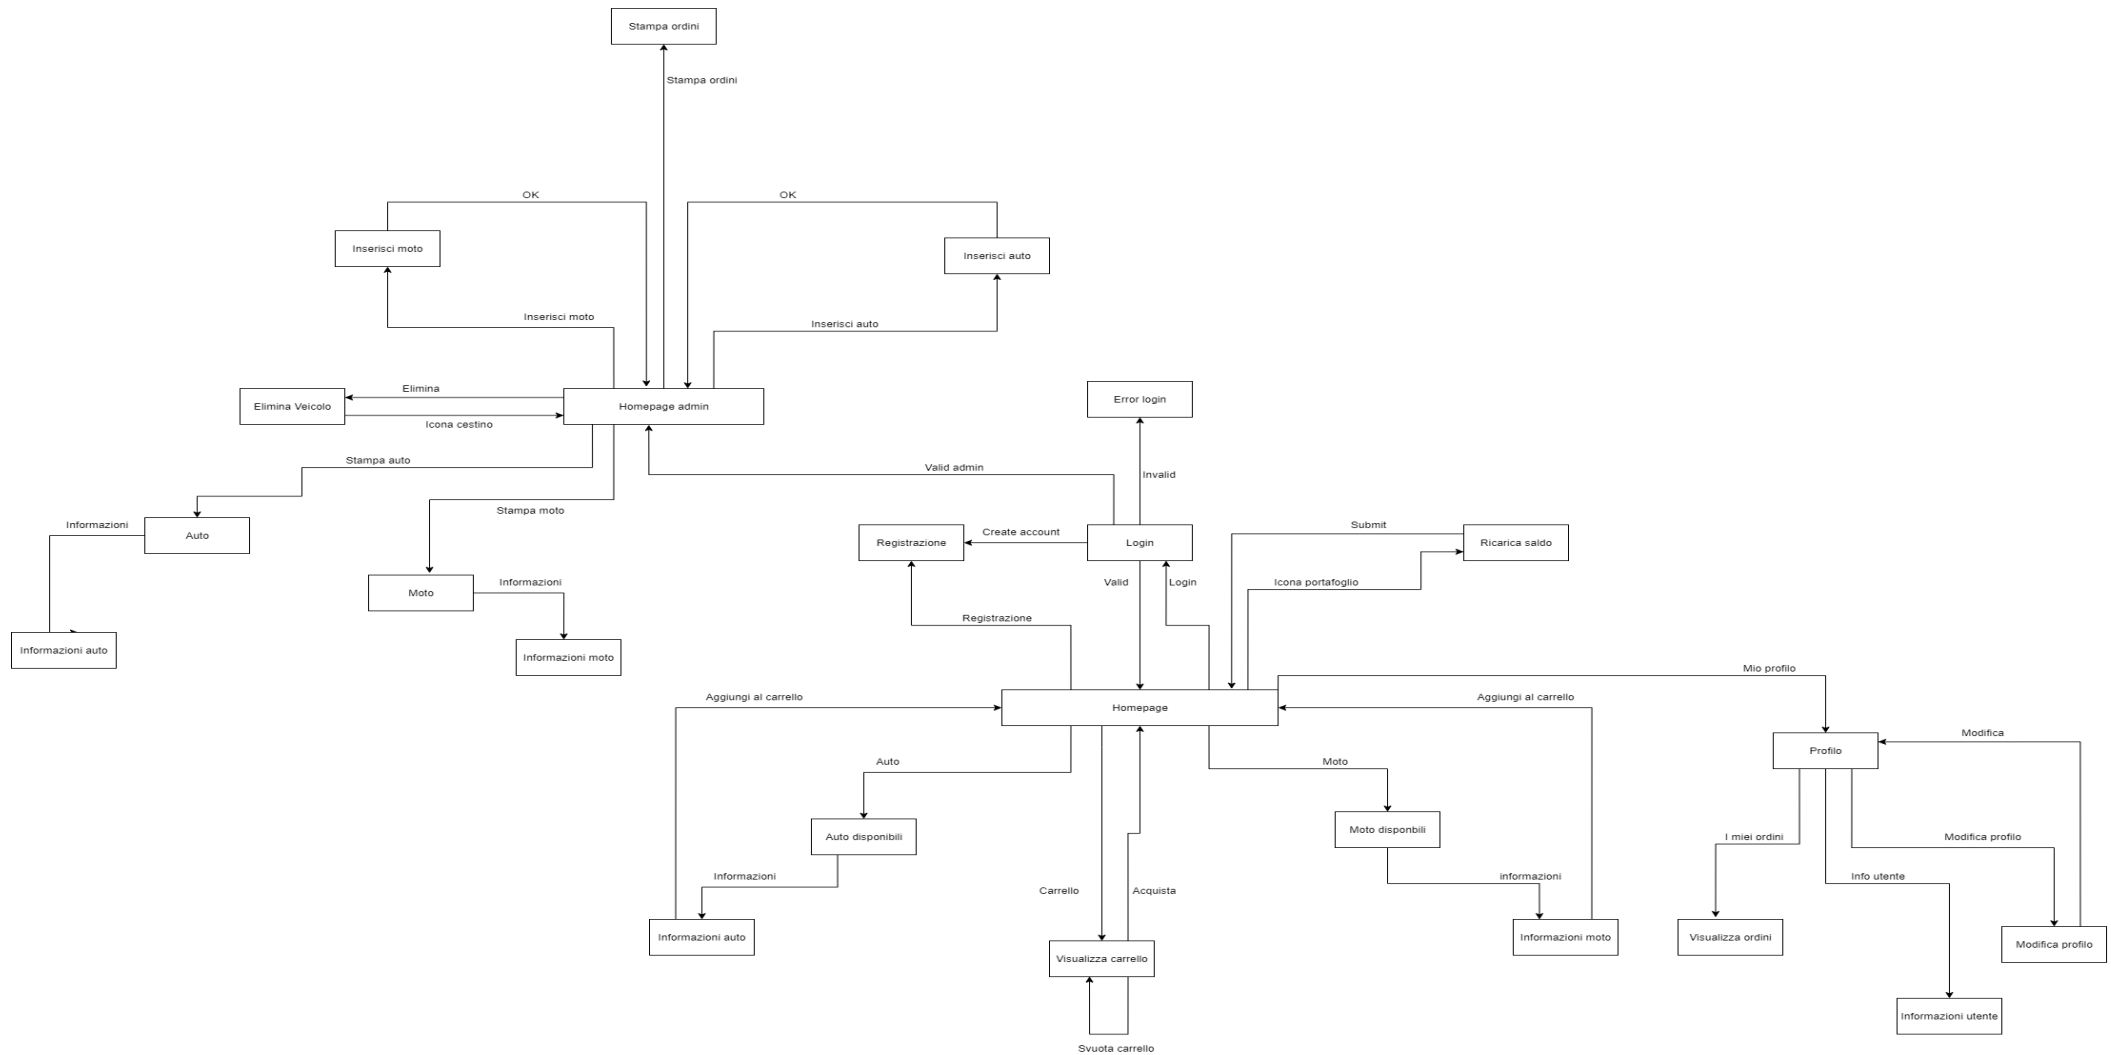 Stampa ordini
Stampa ordini
OK
OK
Inserisci moto
Inserisci auto
Inserisci moto
Inserisci auto
Elimina
Elimina Veicolo
Homepage admin
Icona cestino
Error login
Stampa auto
Valid admin
Invalid
Stampa moto
Informazioni
Auto
Create account
Registrazione
Login
Submit
Ricarica saldo
Moto
Informazioni
Valid
Login
Icona portafoglio
Registrazione
Informazioni auto
Informazioni moto
Mio profilo
Aggiungi al carrello
Homepage
Aggiungi al carrello
Modifica
Profilo
Auto
Moto
Auto disponibili
Moto disponbili
I miei ordini
Modifica profilo
Informazioni
Carrello
Acquista
informazioni
Info utente
Informazioni auto
Visualizza carrello
Informazioni moto
Visualizza ordini
Modifica profilo
Informazioni utente
Svuota carrello